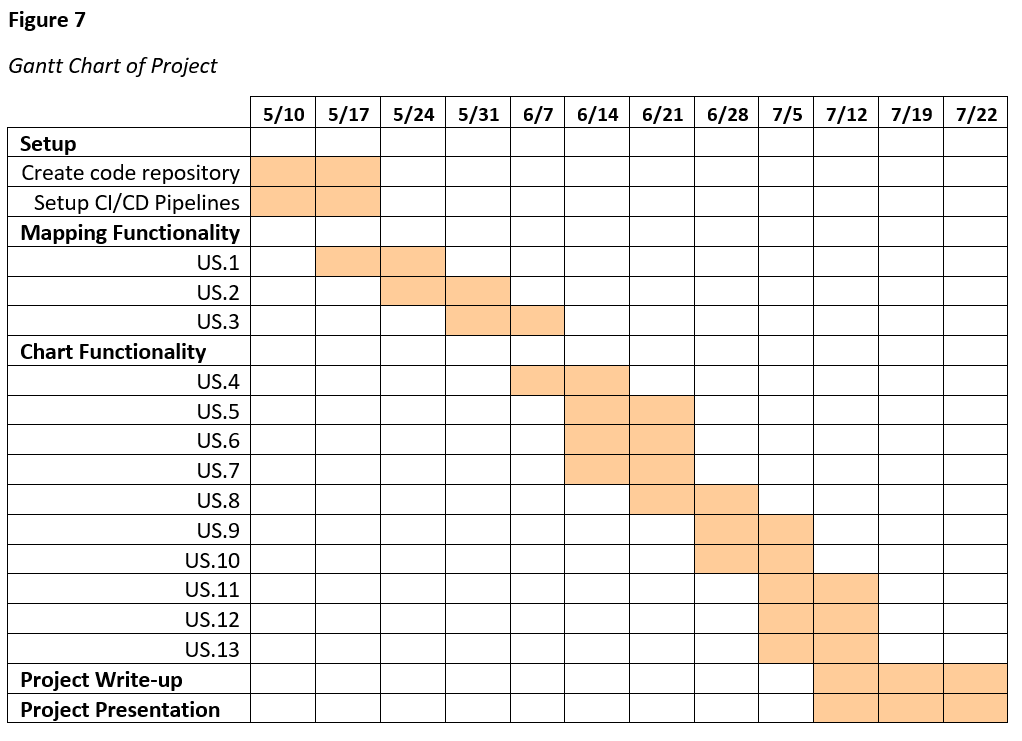 Figure 7
Gantt Chart of Project
5/10 5/17 5/24 5/31 6/7 6/14 6/21 6/28 7/5 7/12 7/19 7/22
Setup
Create code repository
Setup CI/CD Pipelines
Mapping Functionality
US.1
US.2
US.3
Chart Functionality
US.4
US.5
US.6
US.7
US.8
US.9
US.10
US.11
US.12
US.13
Project Write-up
Project Presentation